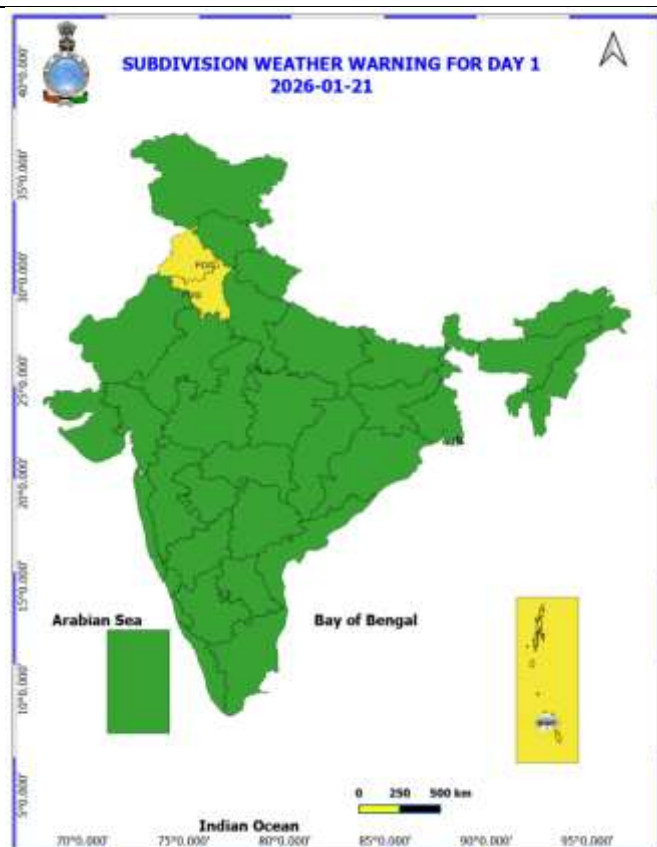 SUBDIVISION WEATHER WARNING FOR DAY 1
2026-01-21
40°0.000'
35°0.000'
30°0.000'
25°0.000'
20°0.000'
15°0.000'
10°0.000'
5°0.000'
Arabian Sea
Bay of Bengal
0 250 500 km
Indian Ocean
70°0.000' 75°0.000' 80°0.000' 85°0.000' 90°0.000' 95°0.000'